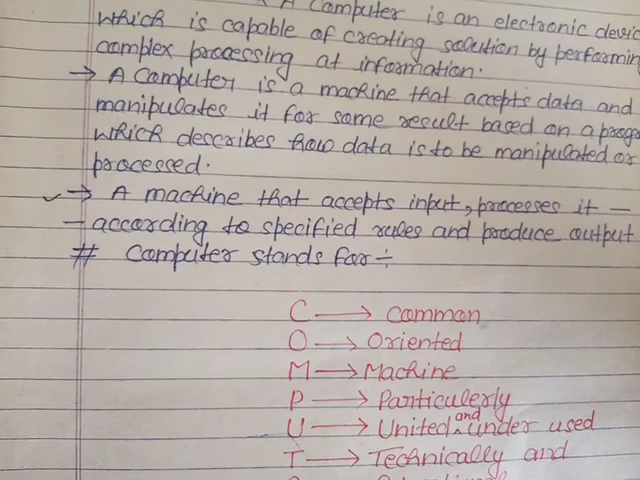 A Computer is an electronic devic
which is capable of creating solution by performin
complex processing at information.
→ A Computer is a machine that accepts data and
manipulates it for some result based on a progr
which describes how data is to be manipulated or
processed.
→ A machine that accepts input, processes it —
— according to specified rules and produce output
# Computer stands for ÷
C → Common
O → Oriented
M → Machine
P → Particulerly
U → United and under used
T → Technically and